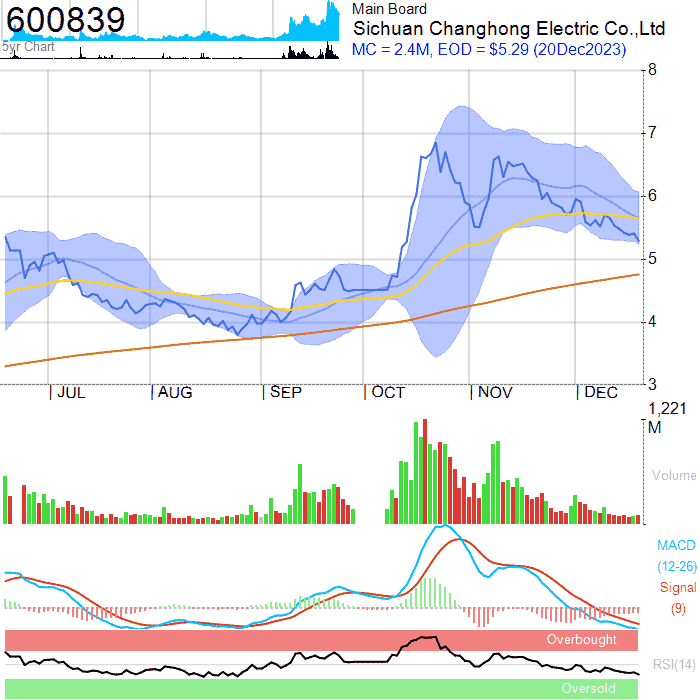 600839
5yr Chart
Main Board
Sichuan Changhong Electric Co.,Ltd
MC = 2.4M, EOD = $5.29 (20Dec2023)
8
7
6
5
4
3
JUL
AUG
SEP
OCT
NOV
DEC
1,221
M
Volume
MACD
(12-26)
Signal
(9)
Overbought
RSI(14)
Oversold